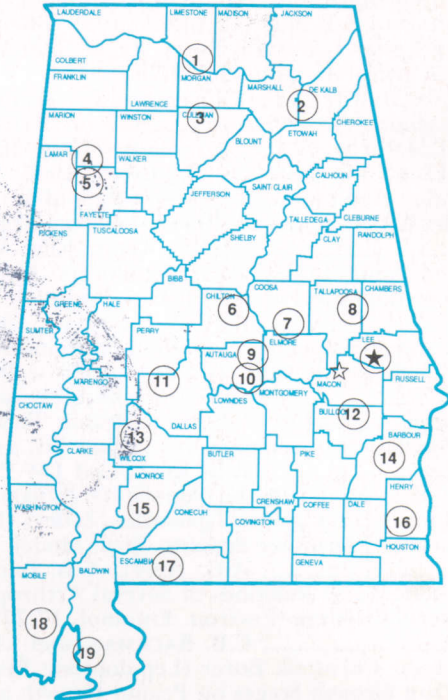 LAUDERDALE LIMESTONE MADISON JACKSON
COLBERT 1
FRANKLIN MORGAN MARSHALL DE KALB
LAWRENCE 2
MARION WINSTON CULLMAN 3 CHEROKEE
ETOWAH
BLOUNT
LAMAR 4 WALKER
5 CALHOUN
JEFFERSON SAINT CLAIR
FAYETTE TALLEDEGA CLEBURNE
PICKENS TUSCALOOSA SHELBY CLAY RANDOLPH
BIBB
COOSA TALLAPOOSA CHAMBERS
GREENE HALE CHILTON
6 7 8
SUMTER PERRY ELMORE LEE
AUTAUGA 9
MARENGO 11 10 MACON RUSSELL
LOWNDES MONTGOMERY
CHOCTAW BULLOCK
DALLAS 12
13 BARBOUR
CLARKE WILCOX BUTLER PIKE 14
MONROE HENRY
WASHINGTON 15 CRENSHAW COFFEE DALE
CONECUH 16
COVINGTON HOUSTON
ESCAMBIA 17 GENEVA
MOBILE BALDWIN
18
19